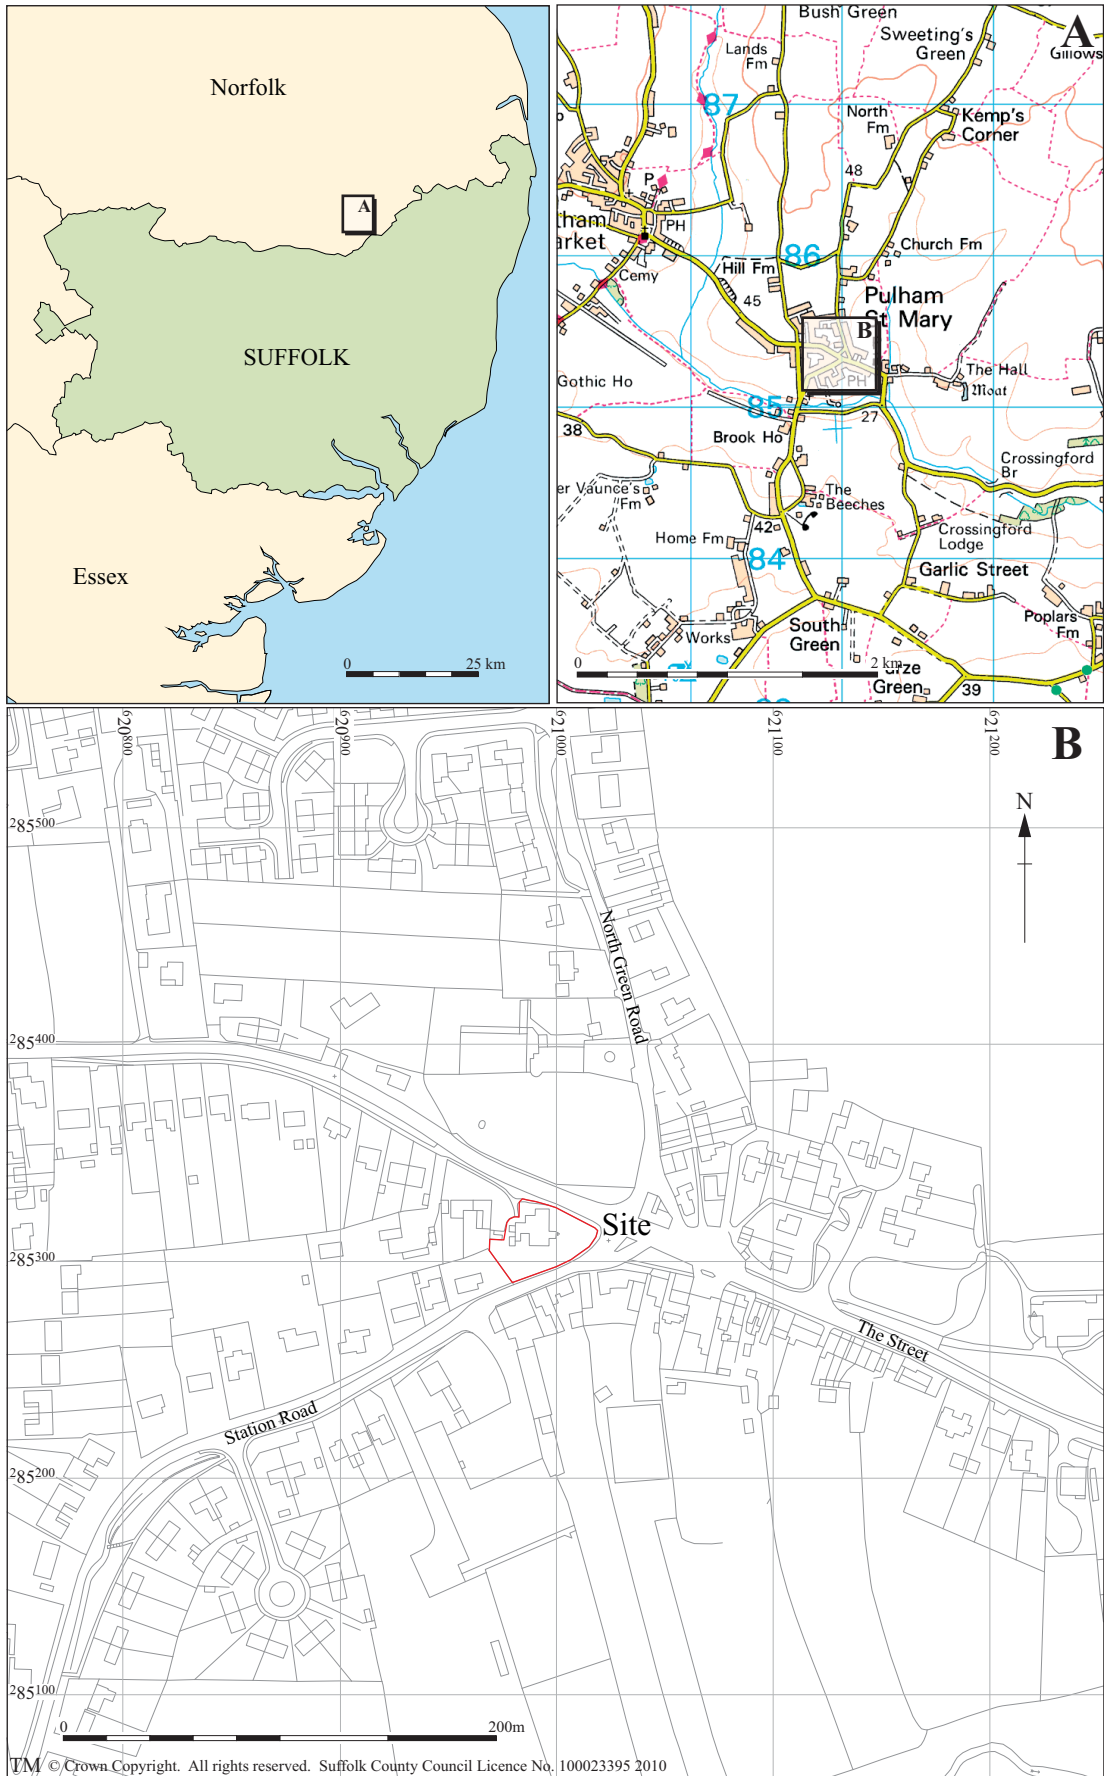 Norfolk
A
SUFFOLK
Essex
0 25 km
A
Bush Green
Sweeting's
Green
Gillows
Lands
Fm
87
North
Fm
Kemp's
Corner
48
P
PH
tham
arket
Cemy
86
Church Fm
Hill Fm
45
Pulham
St Mary
B
PH
The Hall
Moat
Gothic Ho
85
27
38
Brook Ho
Crossingford
Br
er Vaunce's
Fm
The
Beeches
42
Crossingford
Lodge
Home Fm
84
Garlic Street
Poplars
Fm
South
Green
Works
0 2 km
urze
Green
39
B
620800
620900
621000
621100
621200
N
285500
North Green Road
285400
Site
285300
The Street
Station Road
285200
285100
0 200m
TM © Crown Copyright. All rights reserved. Suffolk County Council Licence No. 100023395 2010